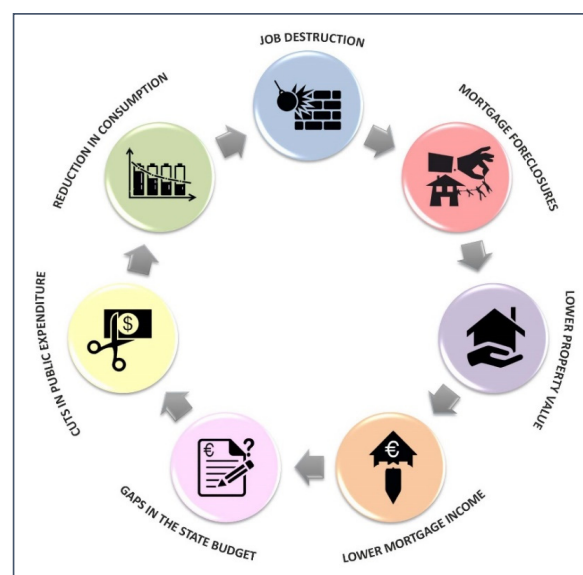 JOB DESTRUCTION
MORTGAGE FORECLOSURES
LOWER PROPERTY VALUE
LOWER MORTGAGE INCOME
€
GAPS IN THE STATE BUDGET
€
?
CUTS IN PUBLIC EXPENDITURE
$
REDUCTION IN CONSUMPTION